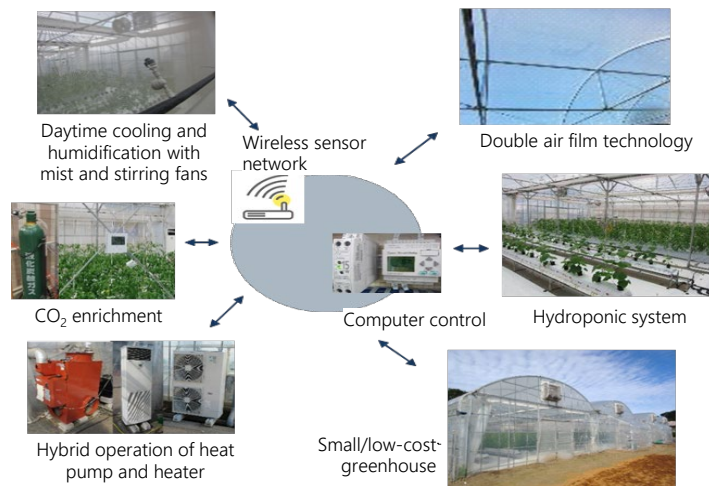 Daytime cooling and
humidification with
mist and stirring fans
Wireless sensor
network
Double air film technology
CO₂ enrichment
Computer control
Hydroponic system
Hybrid operation of heat
pump and heater
Small/low-cost-
greenhouse